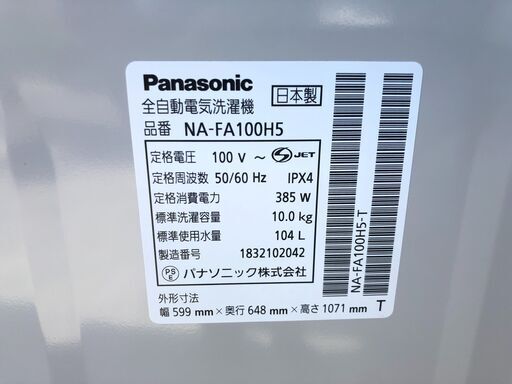 Panasonic
日本製
全自動電気洗濯機
品番 NA-FA100H5
定格電圧 100 V ～ S JET
定格周波数 50/60 Hz IPX4
定格消費電力 385 W
標準洗濯容量 10.0 kg
標準使用水量 104 L
製造番号 1832102042
PS E パナソニック株式会社
外形寸法
幅 599 mm × 奥行 648 mm × 高さ 1071 mm T
NA-FA100H5-T